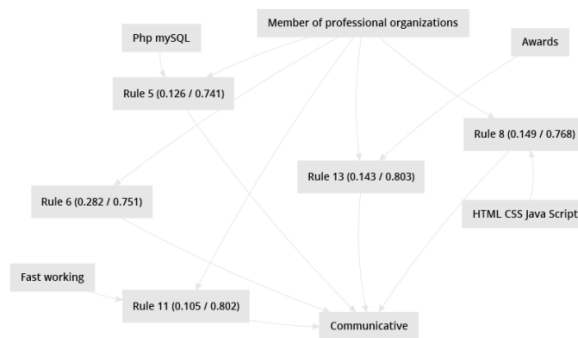 Member of professional organizations
Php mySQL
Awards
Rule 5 (0.126 / 0.741)
Rule 8 (0.149 / 0.768)
Rule 13 (0.143 / 0.803)
Rule 6 (0.282 / 0.751)
HTML CSS Java Script
Fast working
Rule 11 (0.105 / 0.802)
Communicative